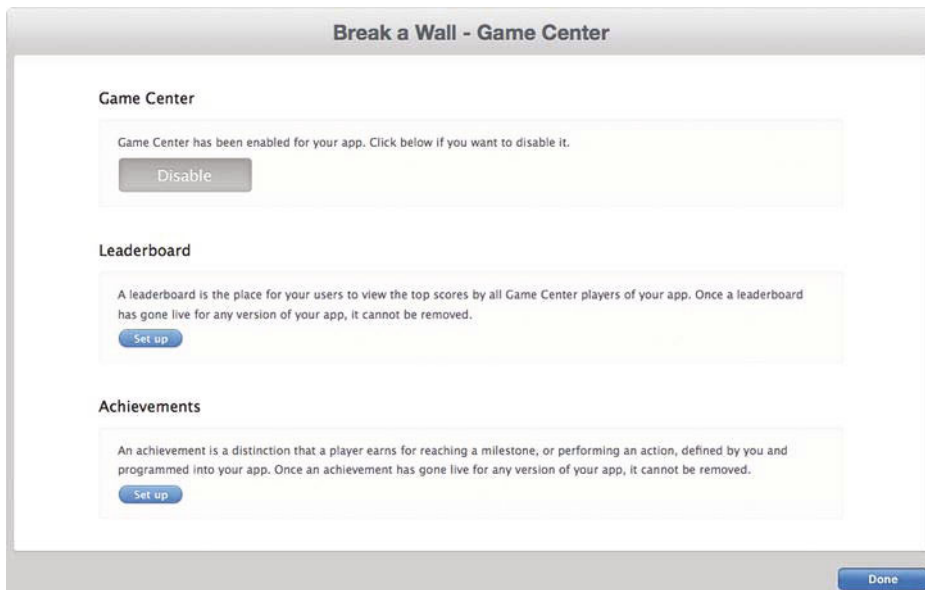 Break a Wall - Game Center
Game Center
Game Center has been enabled for your app. Click below if you want to disable it.
Disable
Leaderboard
A leaderboard is the place for your users to view the top scores by all Game Center players of your app. Once a leaderboard
has gone live for any version of your app, it cannot be removed.
Set up
Achievements
An achievement is a distinction that a player earns for reaching a milestone, or performing an action, defined by you and
programmed into your app. Once an achievement has gone live for any version of your app, it cannot be removed.
Set up
Done